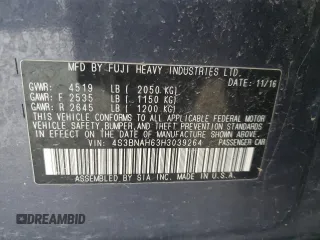 MFD BY FUJI HEAVY INDUSTRIES LTD.
DATE: 11/16
GVWR: 4519 LB ( 2050 KG)
GAWR: F 2535 LB ( 1150 KG)
GAWR: R 2645 LB ( 1200 KG)
THIS VEHICLE CONFORMS TO ALL APPLICABLE FEDERAL MOTOR
VEHICLE SAFETY, BUMPER, AND THEFT PREVENTION STANDARDS
IN EFFECT ON THE DATE OF MANUFACTURE SHOWN ABOVE.
VIN: 4S3BNAH63H3039264 PASSENGER CAR
ASSEMBLED BY SIA INC. MADE IN U.S.A.
DREAMBID